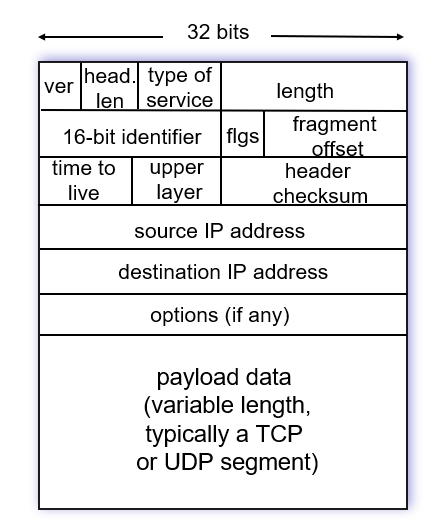 32 bits
ver
head.
len
type of
service
length
16-bit identifier
flgs
fragment
offset
time to
live
upper
layer
header
checksum
source IP address
destination IP address
options (if any)
payload data
(variable length,
typically a TCP
or UDP segment)